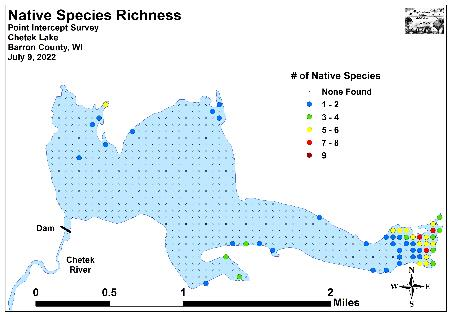 Native Species Richness
Point Intercept Survey
Chetek Lake
Barron County, WI
July 9, 2022
# of Native Species
None Found
1 - 2
3 - 4
5 - 6
7 - 8
9
Dam
Chetek
River
N
W E
S
0 0.5 1 2
Miles